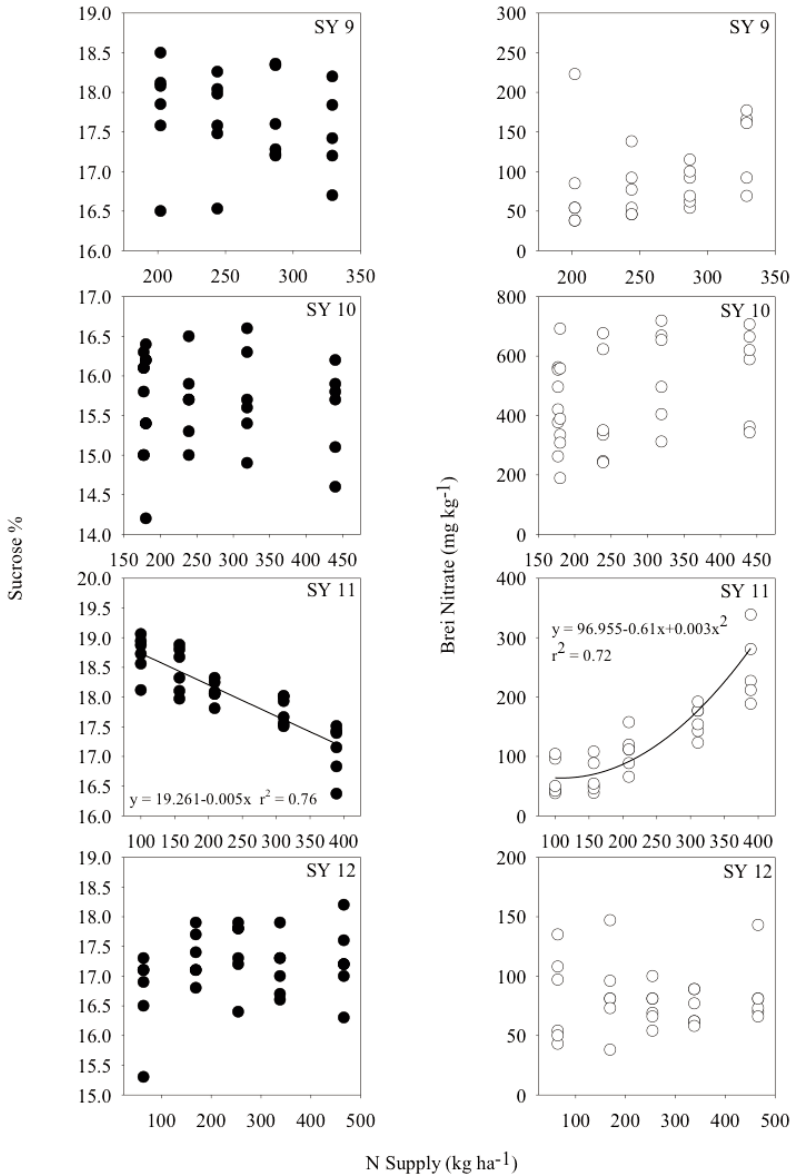 SY 9
19.0
18.5
18.0
17.5
17.0
16.5
16.0
200 250 300 350
SY 9
300
250
200
150
100
50
0
200 250 300 350
SY 10
17.0
16.5
16.0
15.5
15.0
14.5
14.0
150 200 250 300 350 400 450
SY 10
800
600
400
200
0
150 200 250 300 350 400 450
SY 11
20.0
19.5
19.0
18.5
18.0
17.5
17.0
16.5
16.0
y = 19.261-0.005x r² = 0.76
100 150 200 250 300 350 400
SY 11
400
300
200
100
0
y = 96.955-0.61x+0.003x²
r² = 0.72
100 150 200 250 300 350 400
SY 12
19.0
18.5
18.0
17.5
17.0
16.5
16.0
15.5
15.0
100 200 300 400 500
SY 12
200
150
100
50
0
100 200 300 400 500
Sucrose %
Brei Nitrate (mg kg⁻¹)
N Supply (kg ha⁻¹)